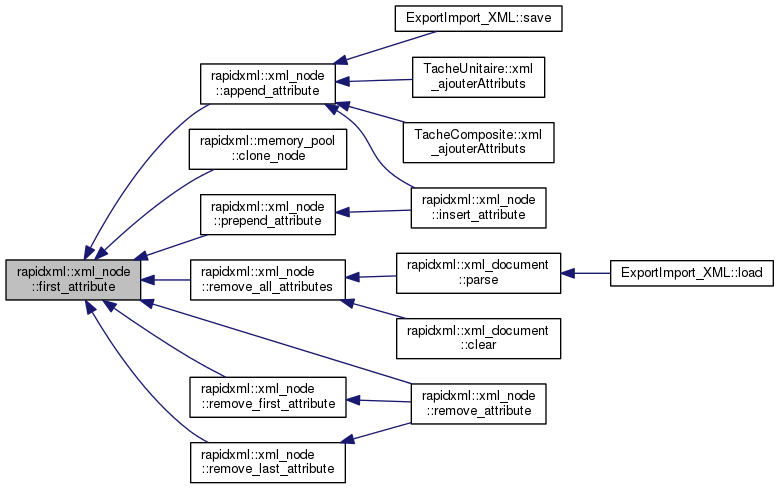 ExportImport_XML::save
rapidxml::xml_node
::append_attribute
TacheUnitaire::xml
_ajouterAttributs
TacheComposite::xml
_ajouterAttributs
rapidxml::memory_pool
::clone_node
rapidxml::xml_node
::prepend_attribute
rapidxml::xml_node
::insert_attribute
rapidxml::xml_node
::first_attribute
rapidxml::xml_node
::remove_all_attributes
rapidxml::xml_document
::parse
ExportImport_XML::load
rapidxml::xml_document
::clear
rapidxml::xml_node
::remove_first_attribute
rapidxml::xml_node
::remove_attribute
rapidxml::xml_node
::remove_last_attribute